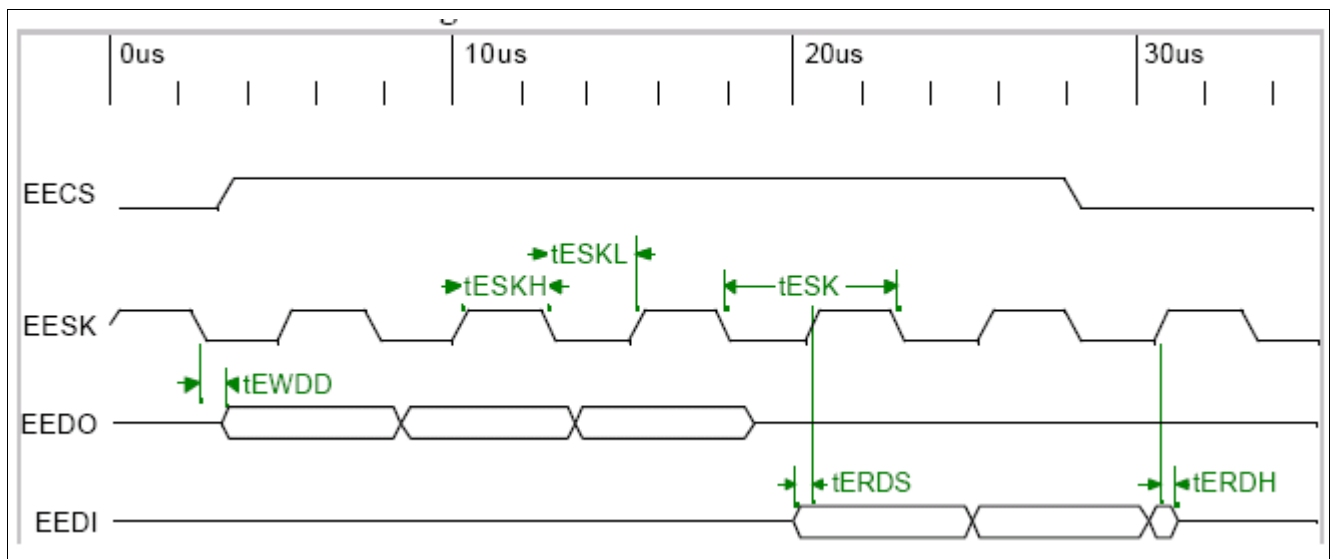 0us 10us 20us 30us
EECS
tESKL
tESKH tESK
EESK
tEWDD
EEDO
tERDS tERDH
EEDI